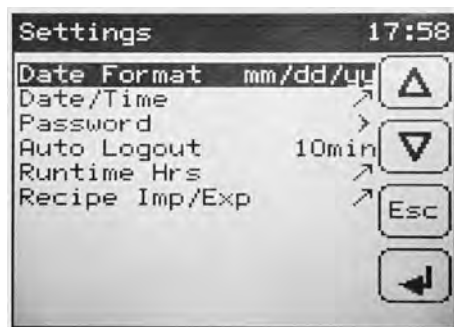 Settings 17:58
Date Format mm/dd/yy
Date/Time
Password >
Auto Logout 10min
Runtime Hrs
Recipe Imp/Exp
Esc